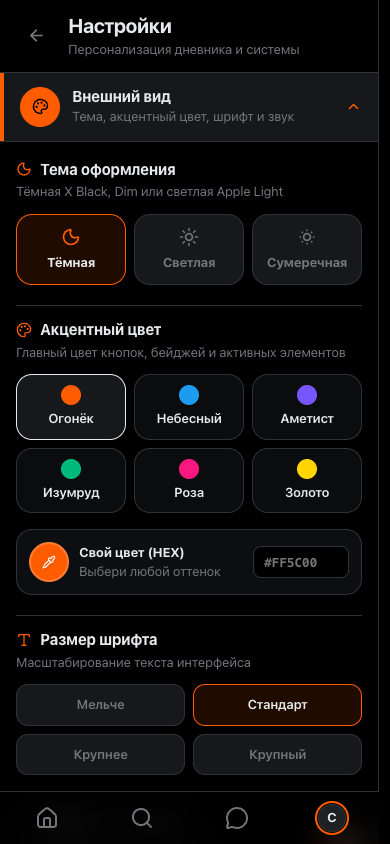 Настройки
Персонализация дневника и системы
Внешний вид
Тема, акцентный цвет, шрифт и звук
Тема оформления
Тёмная X Black, Dim или светлая Apple Light
Тёмная
Светлая
Сумеречная
Акцентный цвет
Главный цвет кнопок, бейджей и активных элементов
Огонёк
Небесный
Аметист
Изумруд
Роза
Золото
Свой цвет (HEX)
Выбери любой оттенок
#FF5C00
Размер шрифта
Масштабирование текста интерфейса
Мельче
Стандарт
Крупнее
Крупный
С